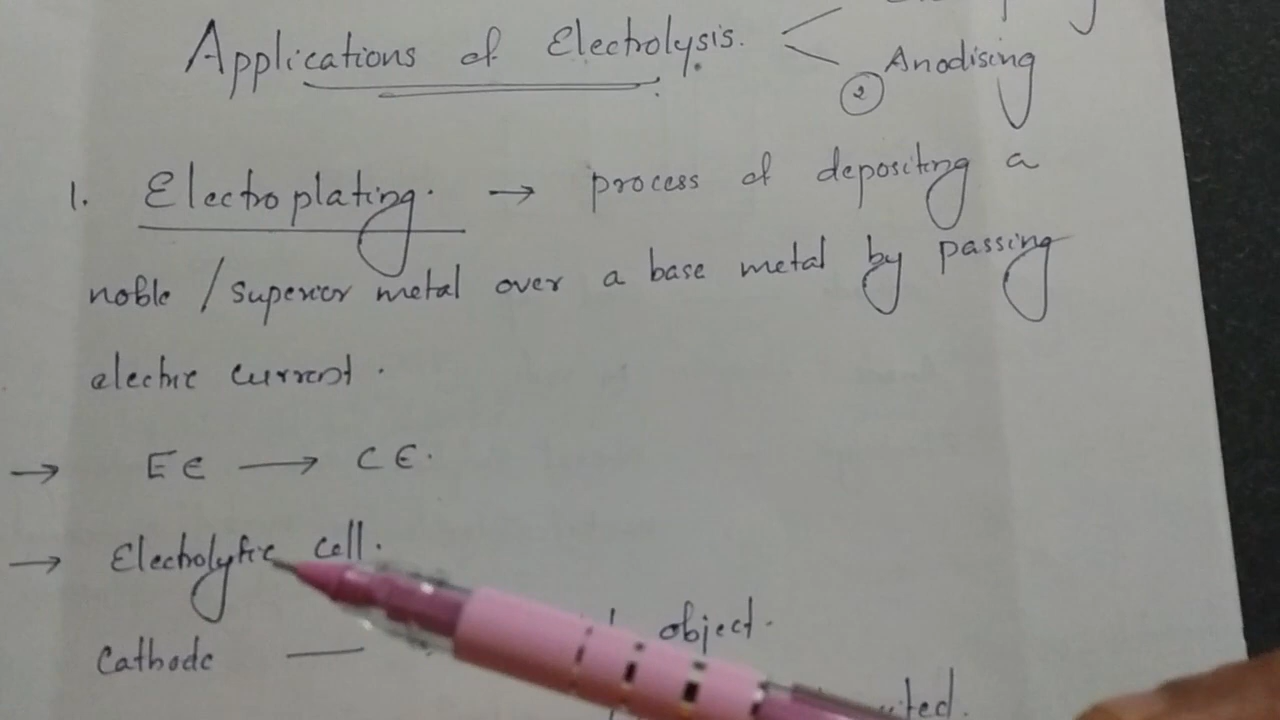 Applications of Electrolysis.
② Anodising
1. Electroplating. → process of depositing a
noble / superior metal over a base metal by passing
electric current.
→ EE → CE.
→ Electrolytic cell.
Cathode — object.